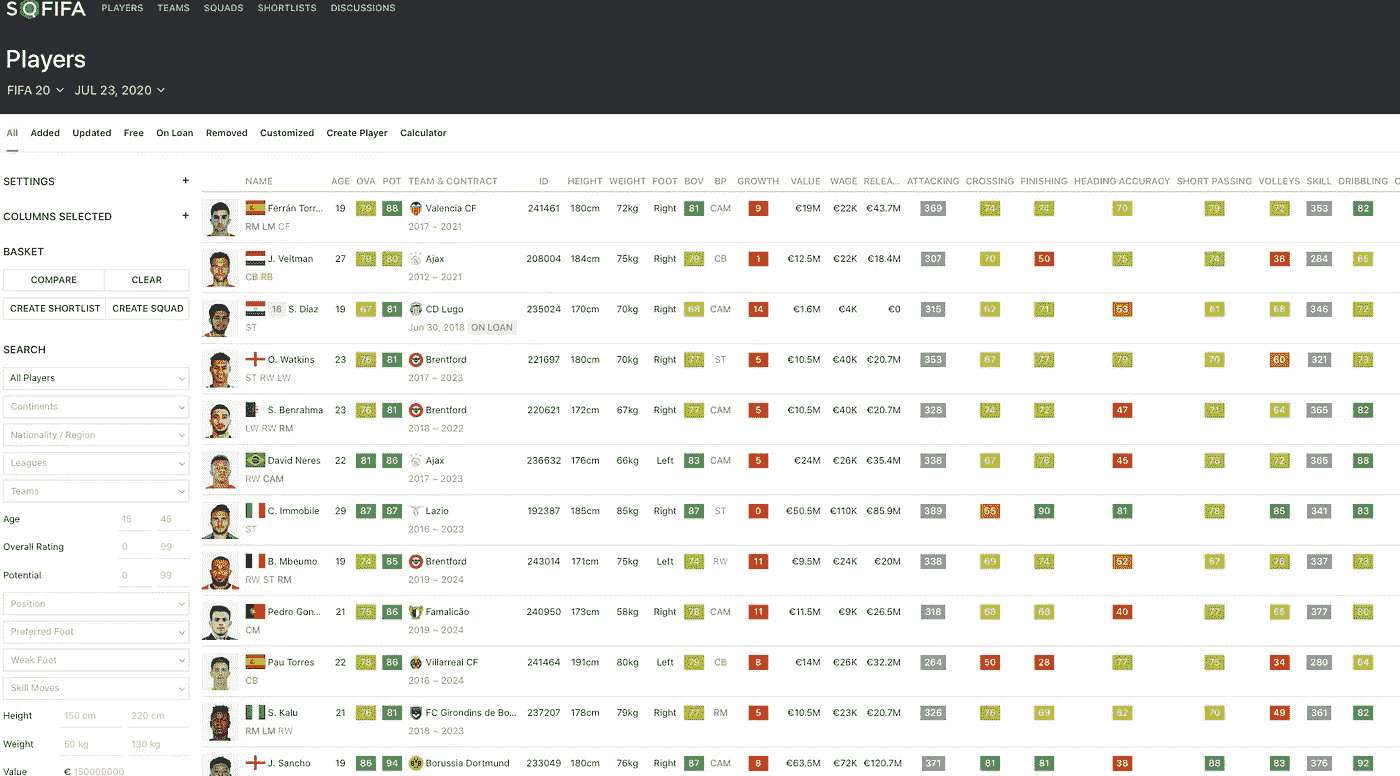 SOFIFA PLAYERS TEAMS SQUADS SHORTLISTS DISCUSSIONS
Players
FIFA 20 JUL 23, 2020
All Added Updated Free On Loan Removed Customized Create Player Calculator
SETTINGS +
COLUMNS SELECTED +
BASKET
COMPARE CLEAR
CREATE SHORTLIST CREATE SQUAD
SEARCH
All Players
Continents
Nationality / Region
Leagues
Teams
Age 15 45
Overall Rating 0 99
Potential 0 99
Position
Preferred Foot
Weak Foot
Skill Moves
Height 150 cm 220 cm
Weight 50 kg 130 kg
Value € 150000000
NAME AGE OVA POT TEAM & CONTRACT ID HEIGHT WEIGHT FOOT BOV BP GROWTH VALUE WAGE RELEA... ATTACKING CROSSING FINISHING HEADING ACCURACY SHORT PASSING VOLLEYS SKILL DRIBBLING
Ferrán Torr... 19 79 88 Valencia CF 241461 180cm 72kg Right 81 CAM 9 €19M €22K €43.7M 369 74 74 70 79 72 353 82
RM LM CF 2017 ~ 2021
J. Veltman 27 79 80 Ajax 208004 184cm 75kg Right 79 CB 1 €12.5M €22K €18.4M 307 70 50 75 74 38 284 65
CB RB 2012 ~ 2021
18 S. Díaz 19 67 81 CD Lugo 235024 170cm 70kg Right 68 CAM 14 €1.6M €4K €0 315 62 71 53 61 68 346 72
ST Jun 30, 2018 ON LOAN
O. Watkins 23 76 81 Brentford 221697 180cm 70kg Right 77 ST 5 €10.5M €40K €20.7M 353 67 77 79 70 60 321 73
ST RW LW 2017 ~ 2023
S. Benrahma 23 76 81 Brentford 220621 172cm 67kg Right 77 CAM 5 €10.5M €40K €20.7M 328 74 72 47 71 64 365 82
LW RW RM 2018 ~ 2022
David Neres 22 81 86 Ajax 236632 176cm 66kg Left 83 CAM 5 €24M €26K €35.4M 338 67 76 45 78 72 365 88
RW CAM 2017 ~ 2023
C. Immobile 29 87 87 Lazio 192387 185cm 85kg Right 87 ST 0 €50.5M €110K €85.9M 389 55 90 81 78 85 341 83
ST 2016 ~ 2023
B. Mbeumo 19 74 85 Brentford 243014 171cm 75kg Left 74 RW 11 €9.5M €24K €20M 338 69 74 52 67 76 337 73
RW ST RM 2019 ~ 2024
Pedro Gon... 21 75 86 Famalicão 240950 173cm 58kg Right 78 CAM 11 €11.5M €9K €26.5M 318 68 68 40 77 65 377 80
CM 2019 ~ 2024
Pau Torres 22 78 86 Villarreal CF 241464 191cm 80kg Left 79 CB 8 €14M €26K €32.2M 264 50 28 77 75 34 280 64
CB 2016 ~ 2024
S. Kalu 21 76 81 FC Girondins de Bo... 237207 178cm 79kg Right 77 RM 5 €10.5M €23K €20.7M 326 76 69 62 70 49 361 82
RM LM RW 2018 ~ 2023
J. Sancho 19 86 94 Borussia Dortmund 233049 180cm 76kg Right 87 CAM 8 €63.5M €72K €120.7M 371 81 81 38 88 83 376 92